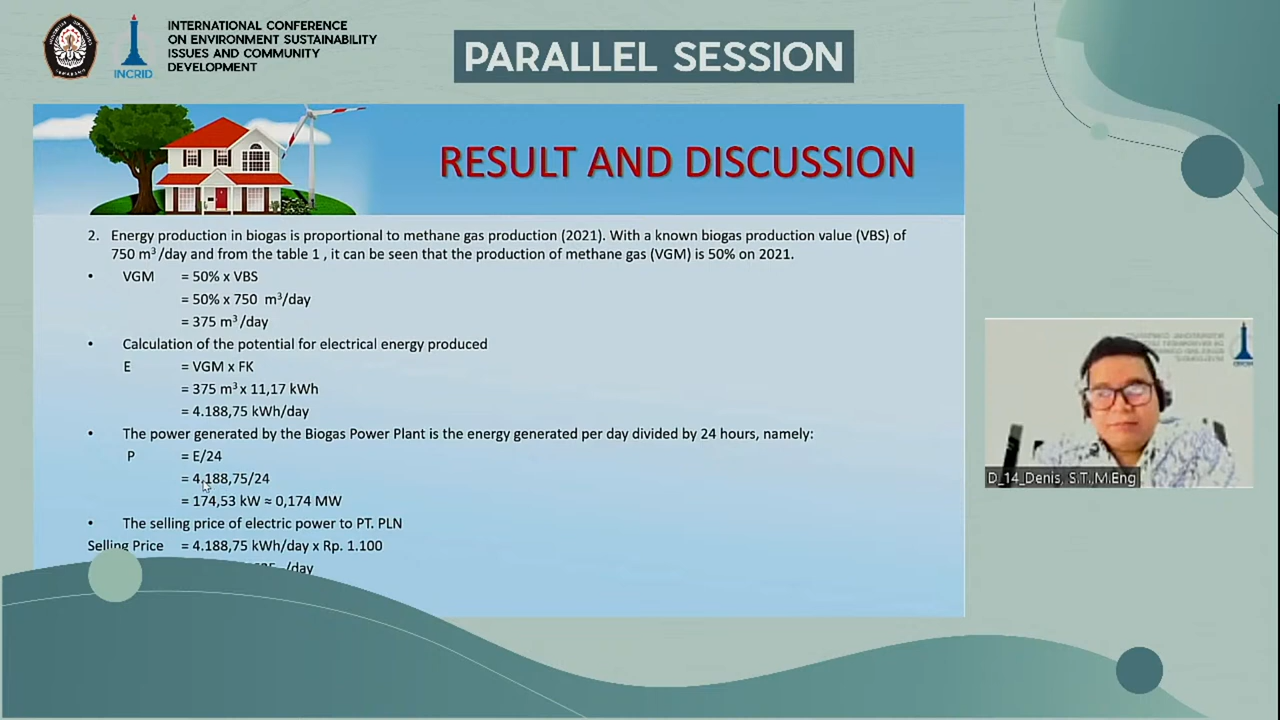 INTERNATIONAL CONFERENCE
ON ENVIRONMENT SUSTAINABILITY
ISSUES AND COMMUNITY
DEVELOPMENT
INCRID
PARALLEL SESSION
RESULT AND DISCUSSION
2. Energy production in biogas is proportional to methane gas production (2021). With a known biogas production value (VBS) of
750 m³/day and from the table 1 , it can be seen that the production of methane gas (VGM) is 50% on 2021.
• VGM = 50% x VBS
= 50% x 750 m³/day
= 375 m³/day
• Calculation of the potential for electrical energy produced
E = VGM x FK
= 375 m³ x 11,17 kWh
= 4.188,75 kWh/day
• The power generated by the Biogas Power Plant is the energy generated per day divided by 24 hours, namely:
P = E/24
= 4.188,75/24
= 174,53 kW ≈ 0,174 MW
• The selling price of electric power to PT. PLN
Selling Price = 4.188,75 kWh/day x Rp. 1.100
/day
D_14_Denis, S.T.,M.Eng